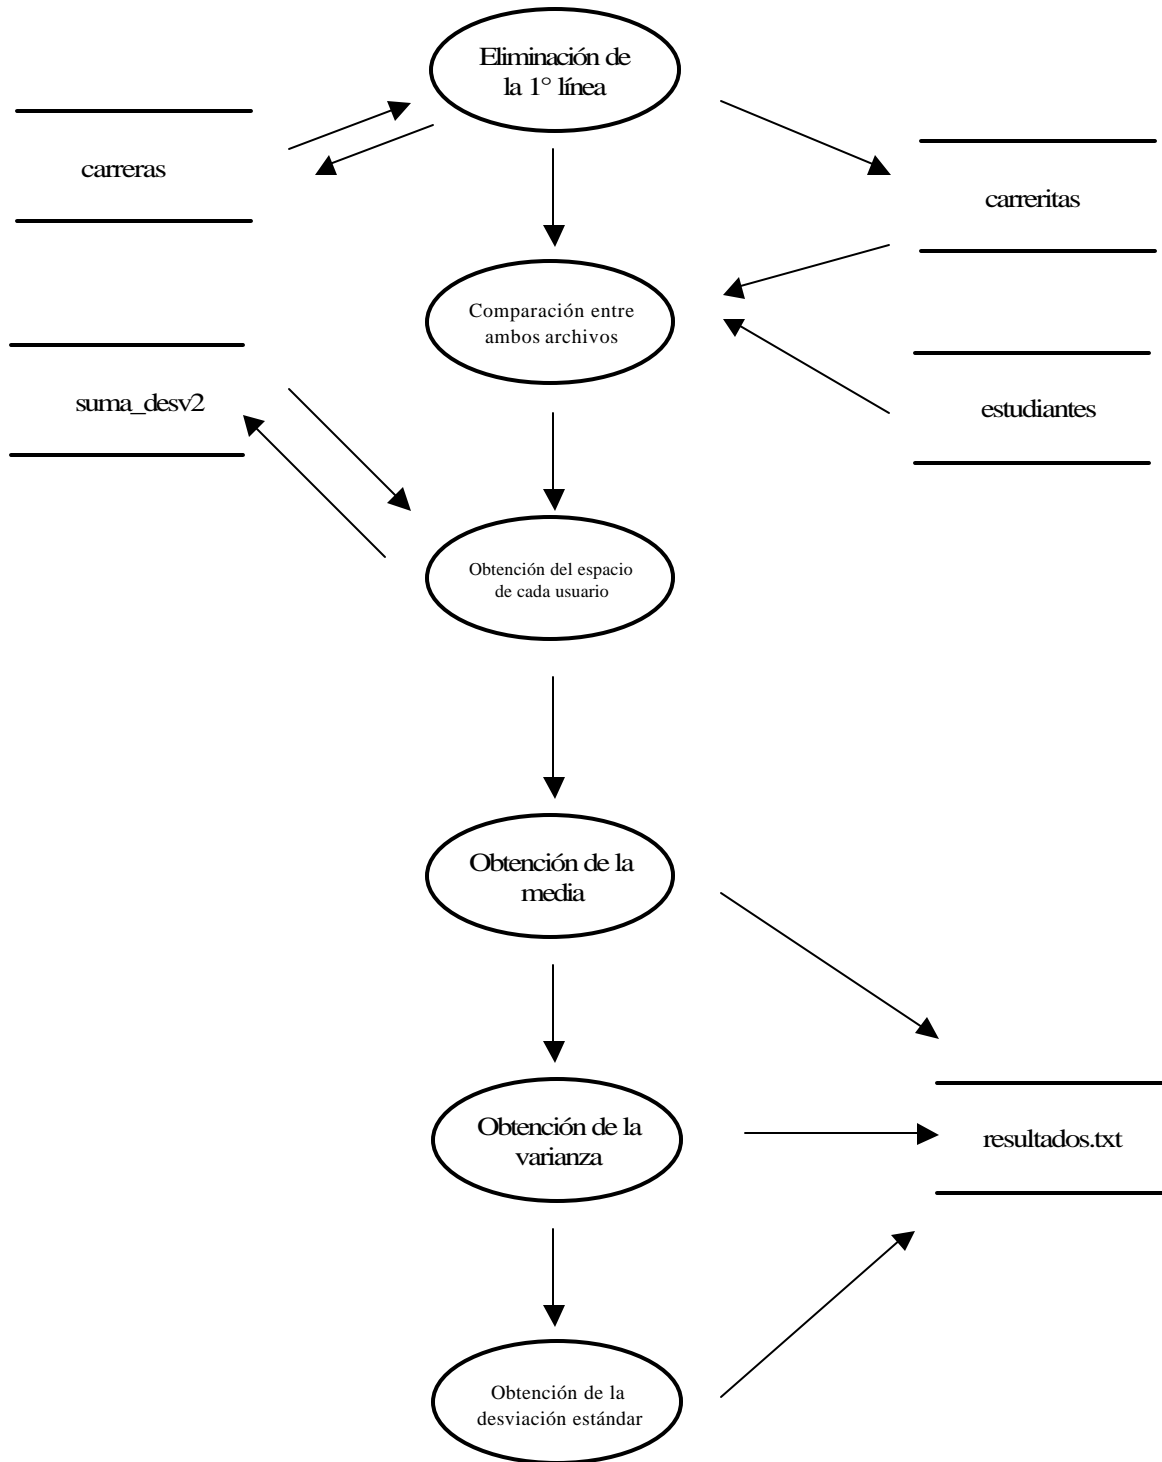 Eliminación de
la 1° línea
carreras
carreritas
Comparación entre
ambos archivos
suma_desv2
estudiantes
Obtención del espacio
de cada usuario
Obtención de la
media
Obtención de la
varianza
resultados.txt
Obtención de la
desviación estándar